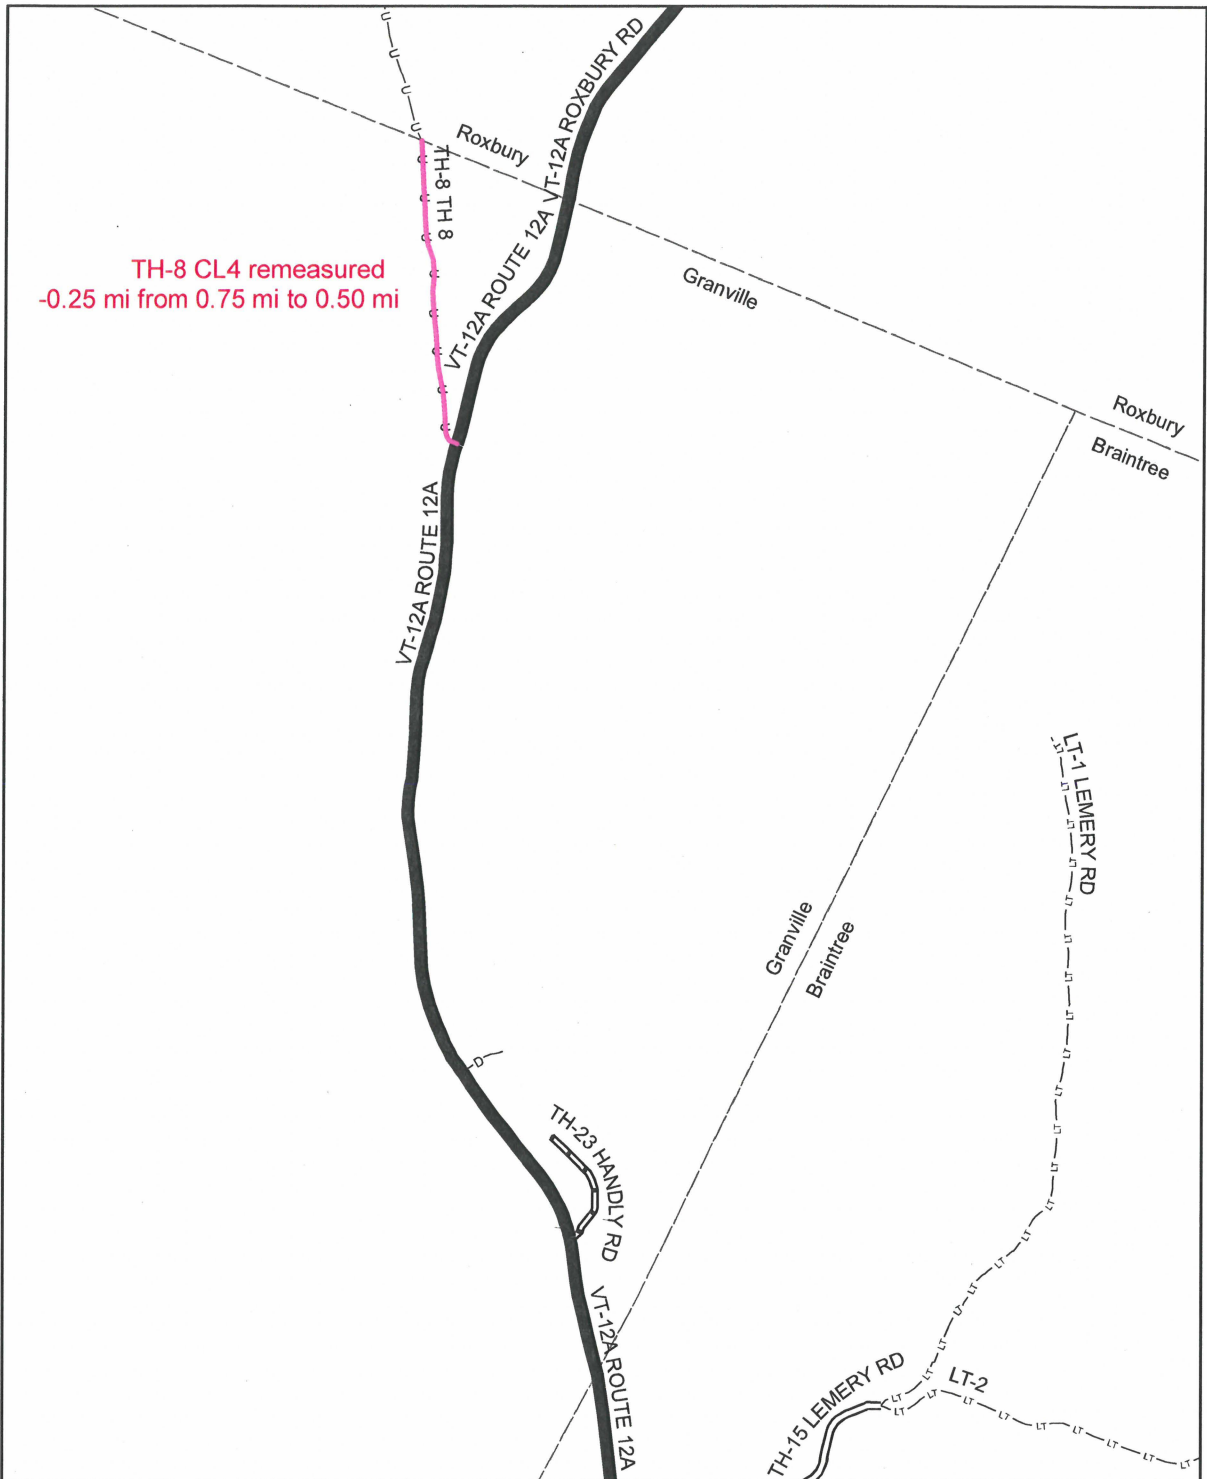 VT-12A ROXBURY RD
Roxbury
TH-8 TH 8
VT-12A ROUTE 12A
TH-8 CL4 remeasured
-0.25 mi from 0.75 mi to 0.50 mi
Granville
Roxbury
Braintree
VT-12A ROUTE 12A
LT-1 LEMERY RD
Granville
Braintree
D
TH-23 HANDLY RD
VT-12A ROUTE 12A
TH-15 LEMERY RD
LT-2